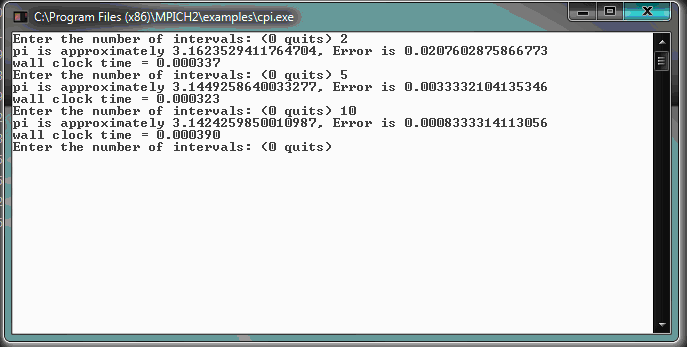 C:\Program Files (x86)\MPICH2\examples\cpi.exe
Enter the number of intervals: (0 quits) 2
pi is approximately 3.1623529411764704, Error is 0.0207602875866773
wall clock time = 0.000337
Enter the number of intervals: (0 quits) 5
pi is approximately 3.1449258640033277, Error is 0.0033332104135346
wall clock time = 0.000323
Enter the number of intervals: (0 quits) 10
pi is approximately 3.1424259850010987, Error is 0.0008333314113056
wall clock time = 0.000390
Enter the number of intervals: (0 quits)